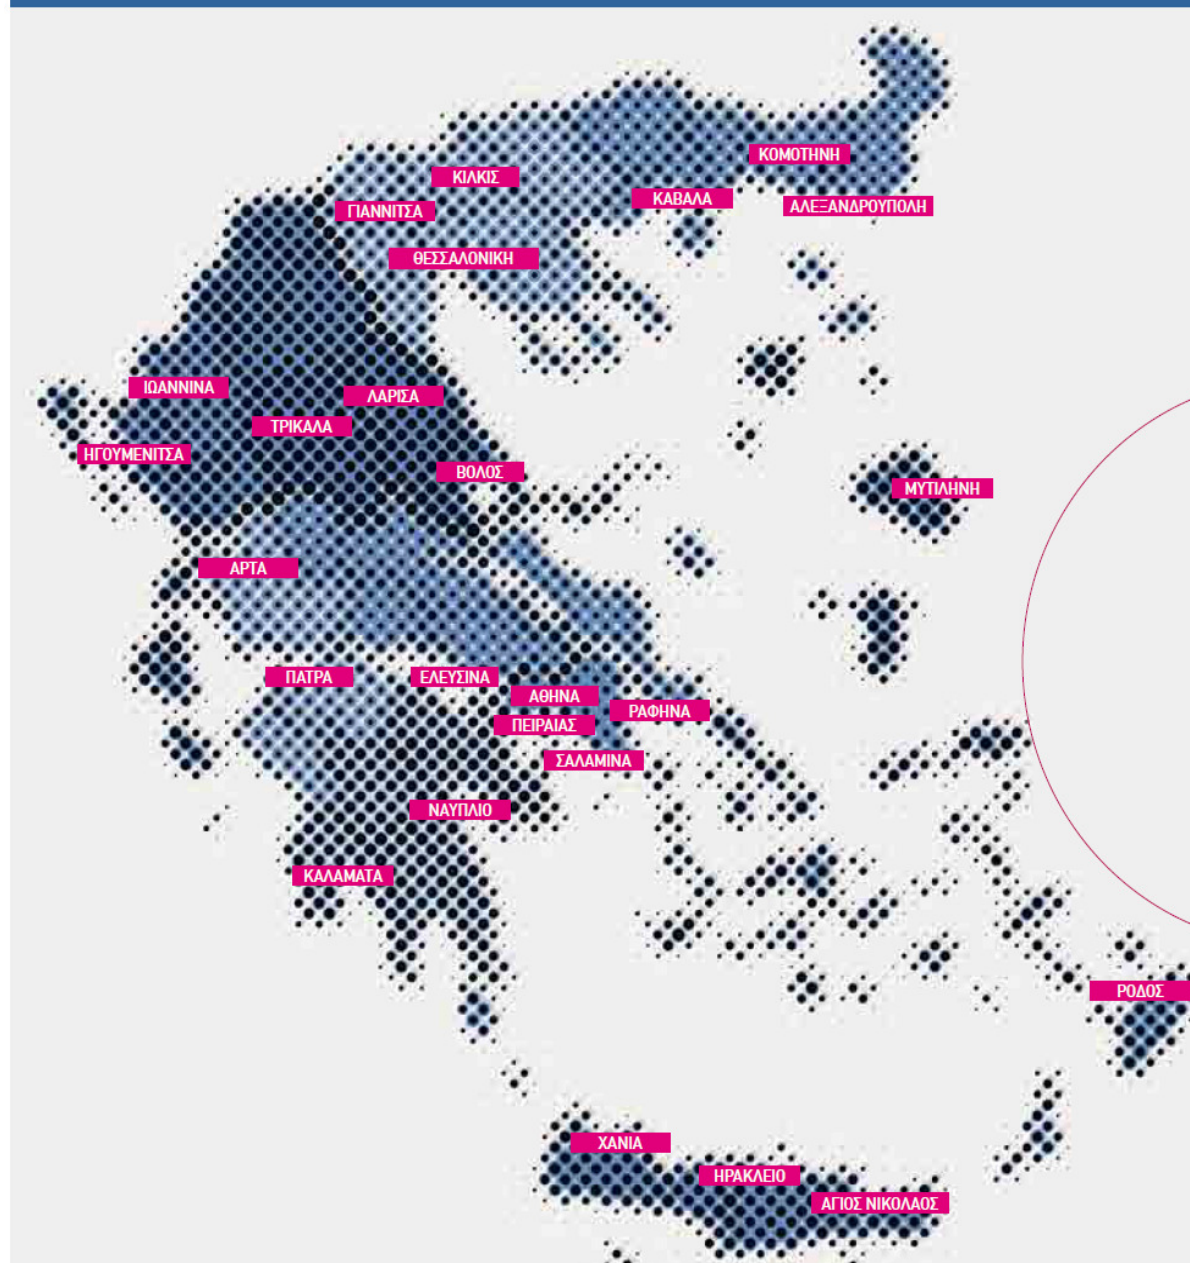 ΚΟΜΟΤΗΝΗ
ΚΙΛΚΙΣ
ΚΑΒΑΛΑ
ΑΛΕΞΑΝΔΡΟΥΠΟΛΗ
ΓΙΑΝΝΙΤΣΑ
ΘΕΣΣΑΛΟΝΙΚΗ
ΙΩΑΝΝΙΝΑ
ΛΑΡΙΣΑ
ΤΡΙΚΑΛΑ
ΗΓΟΥΜΕΝΙΤΣΑ
ΒΟΛΟΣ
ΜΥΤΙΛΗΝΗ
ΑΡΤΑ
ΠΑΤΡΑ
ΕΛΕΥΣΙΝΑ
ΑΘΗΝΑ
ΡΑΦΗΝΑ
ΠΕΙΡΑΙΑΣ
ΣΑΛΑΜΙΝΑ
ΝΑΥΠΛΙΟ
ΚΑΛΑΜΑΤΑ
ΡΟΔΟΣ
ΧΑΝΙΑ
ΗΡΑΚΛΕΙΟ
ΑΓΙΟΣ ΝΙΚΟΛΑΟΣ